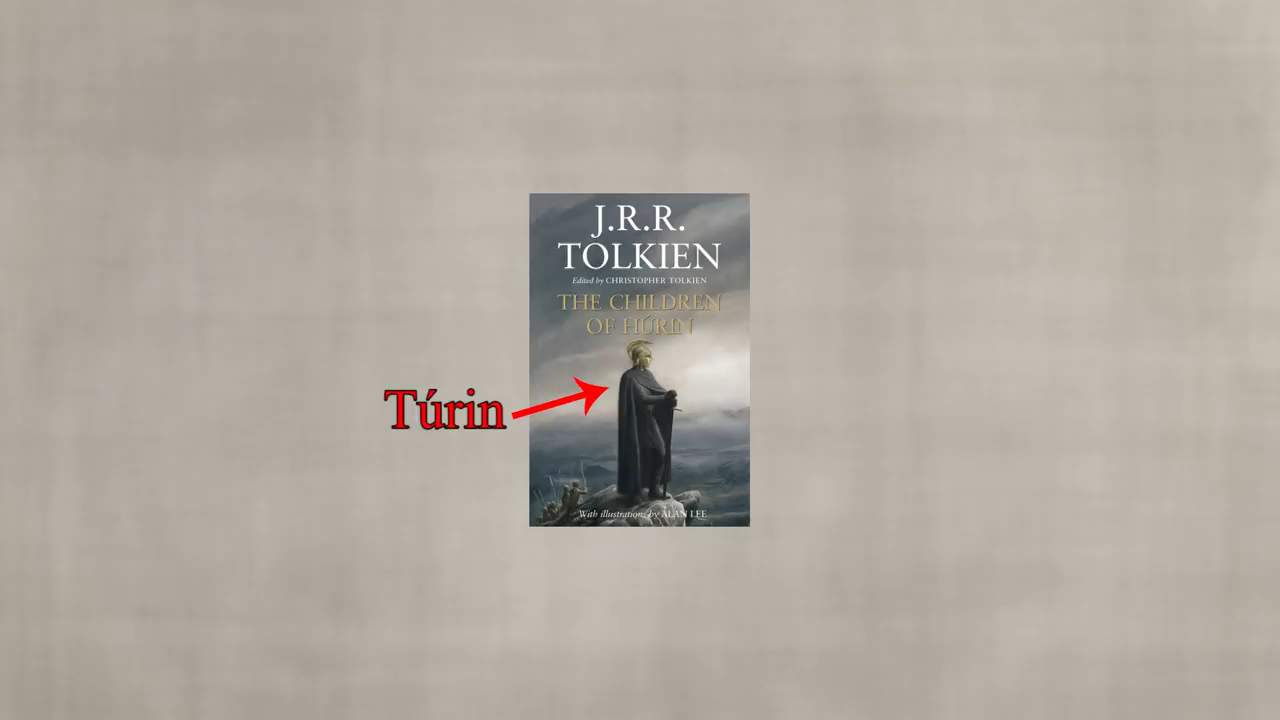 J.R.R.
TOLKIEN
Edited by CHRISTOPHER TOLKIEN
THE CHILDREN
OF HÚRIN
Túrin
With illustrations by ALAN LEE